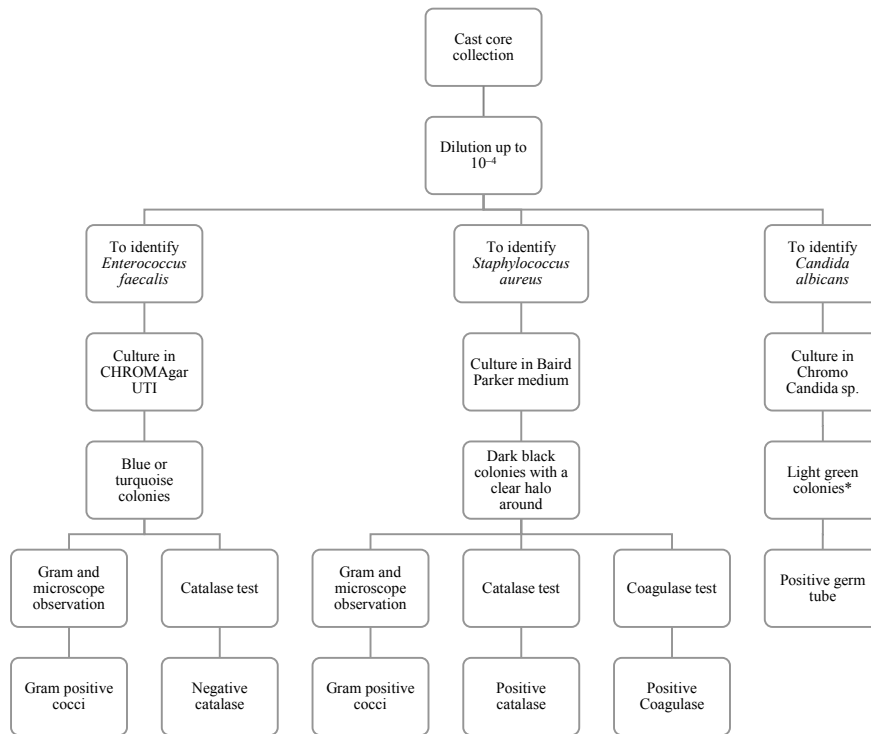 Cast core
collection
Dilution up to
10⁻⁴
To identify
Enterococcus
faecalis
To identify
Staphylococcus
aureus
To identify
Candida
albicans
Culture in
CHROMAgar
UTI
Culture in Baird
Parker medium
Culture in
Chromo
Candida sp.
Blue or
turquoise
colonies
Dark black
colonies with a
clear halo
around
Light green
colonies*
Gram and
microscope
observation
Catalase test
Gram and
microscope
observation
Catalase test
Coagulase test
Positive germ
tube
Gram positive
cocci
Negative
catalase
Gram positive
cocci
Positive
catalase
Positive
Coagulase